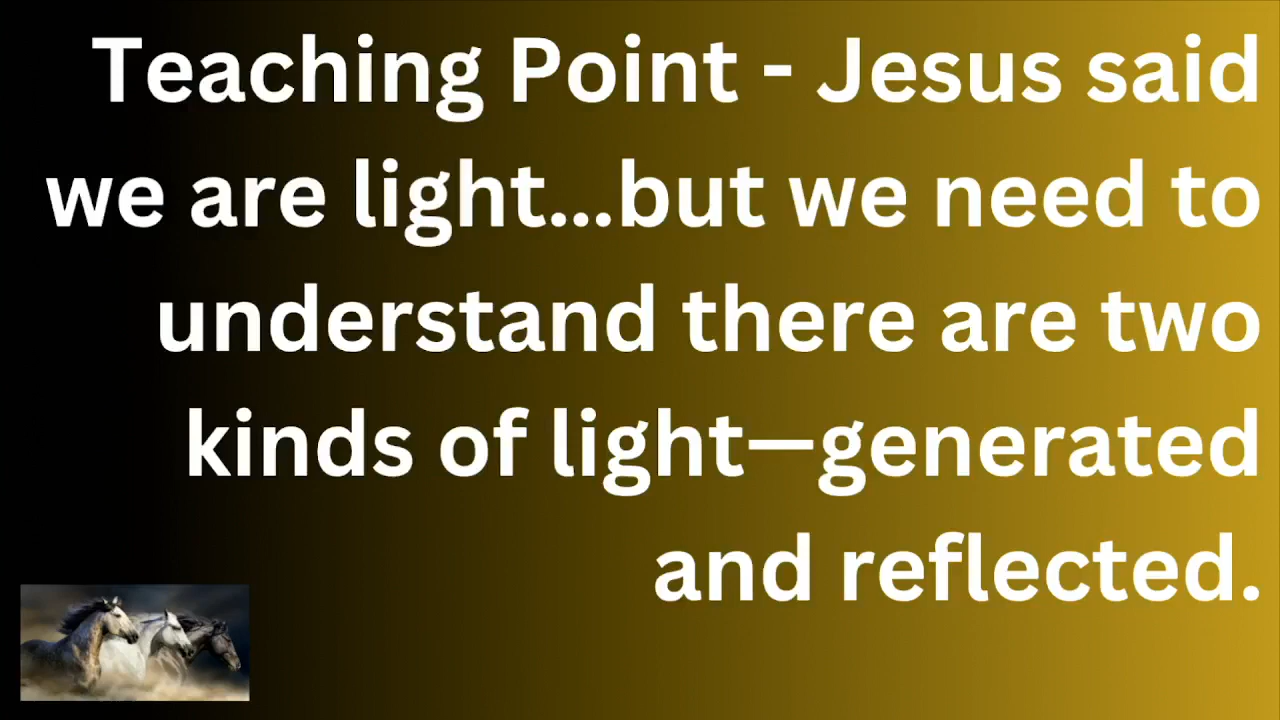 Teaching Point - Jesus said
we are light...but we need to
understand there are two
kinds of light—generated
and reflected.